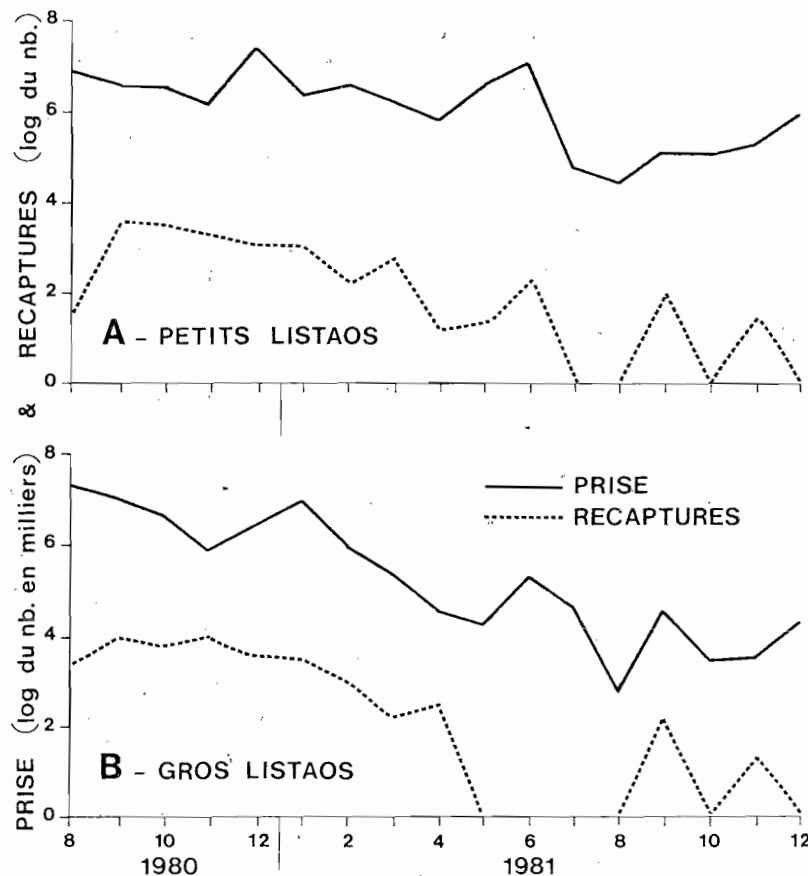 PRISE (log du nb. en milliers) & RECAPTURES (log du nb.)
8
6
4
2
0
A – PETITS LISTAOS
8
6
4
2
0
PRISE
RECAPTURES
B – GROS LISTAOS
8 10 12 2 4 6 8 10 12
1980 1981